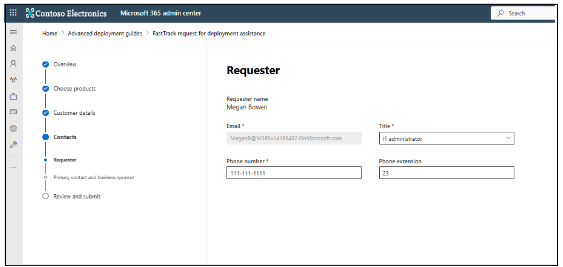 Contoso Electronics Microsoft 365 admin center Search
Home > Advanced deployment guides > FastTrack request for deployment assistance
Overview
Choose products
Customer details
Contacts
Requester
Primary contact and business sponsor
Review and submit
Requester
Requester name
Megan Bowen
Email * Title *
MeganB@M365x14199482.OnMicrosoft.com IT administrator
Phone number * Phone extension
111-111-1111 23